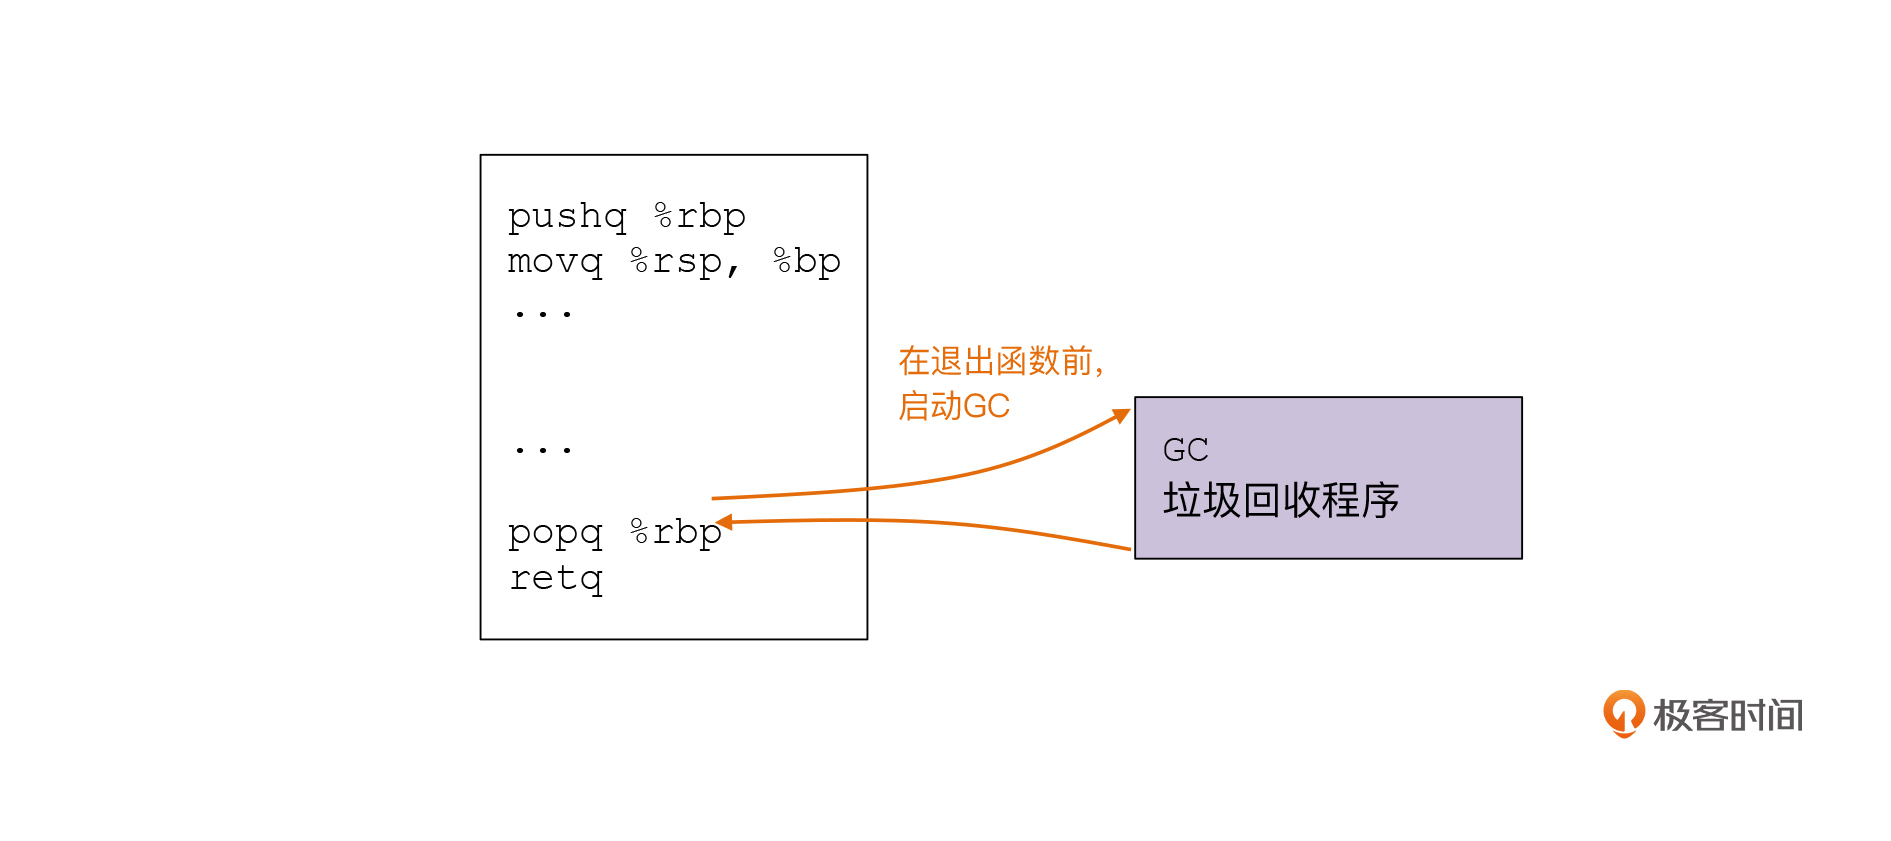 pushq %rbp
movq %rsp, %bp
...
...
popq %rbp
retq
在退出函数前，
启动GC
GC
垃圾回收程序
极客时间